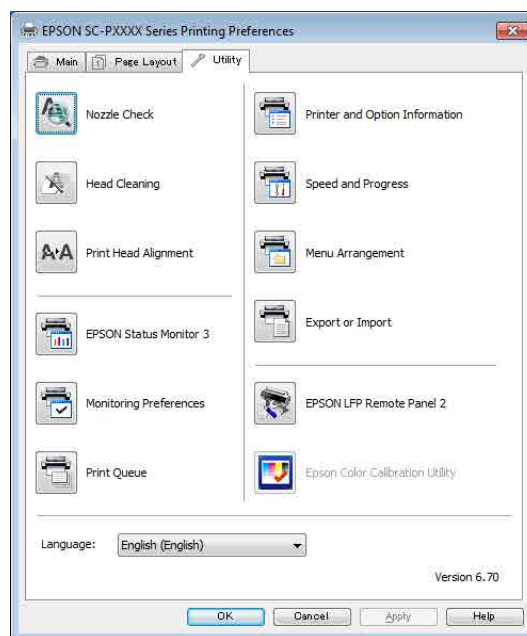 EPSON SC-PXXXX Series Printing Preferences
Main
Page Layout
Utility
Nozzle Check
Printer and Option Information
Head Cleaning
Speed and Progress
A▸A
Print Head Alignment
Menu Arrangement
Export or Import
EPSON Status Monitor 3
Monitoring Preferences
EPSON LFP Remote Panel 2
Print Queue
Epson Color Calibration Utility
Language:
English (English)
Version 6.70
OK
Cancel
Apply
Help